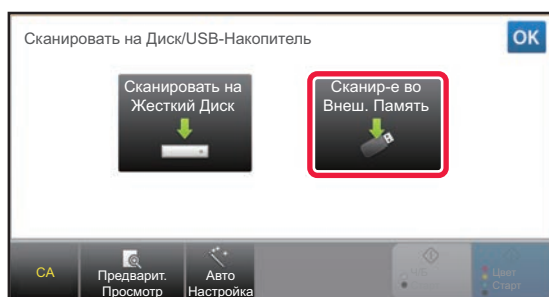 Сканировать на Диск/USB-Накопитель
OK
Сканировать на
Жесткий Диск
Сканир-е во
Внеш. Память
CA
Предварит.
Просмотр
Авто
Настройка
Цвет
Старт